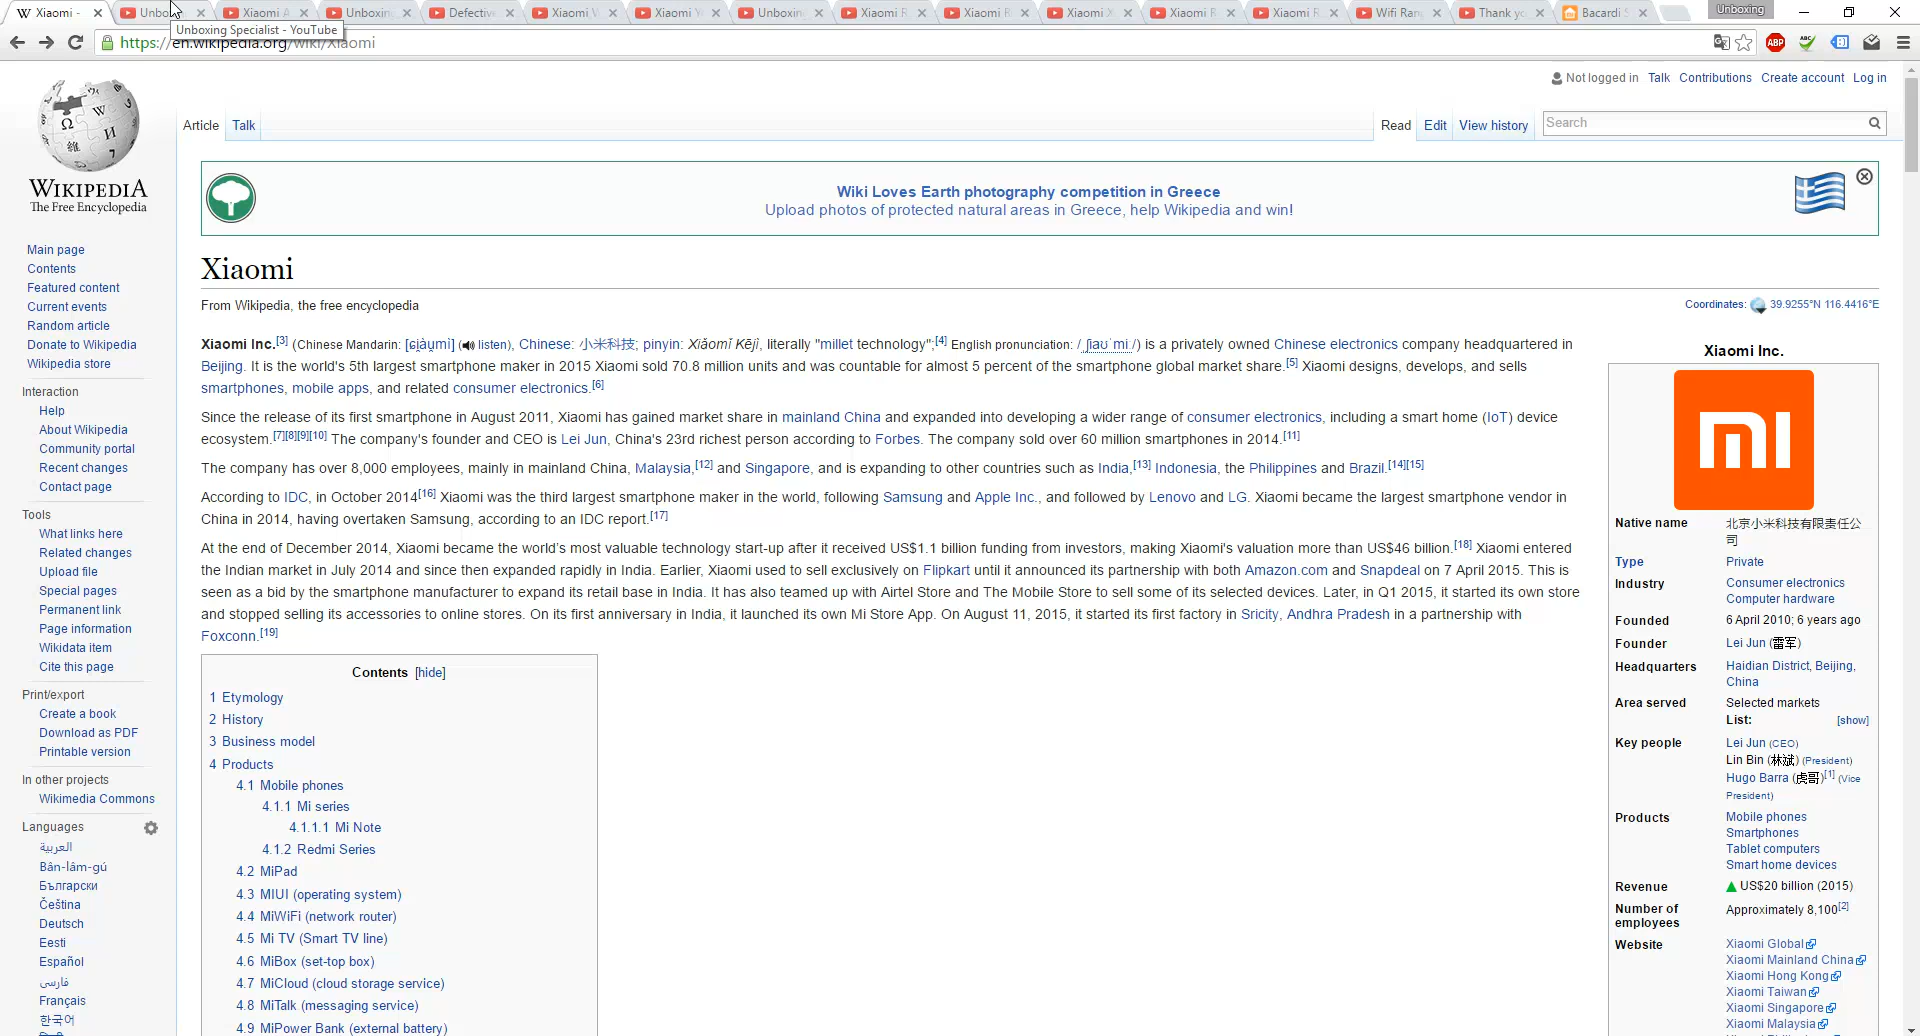 Xiaomi - Unbo Xiaomi A Unboxing Defective Xiaomi Xiaomi Y Unboxing Xiaomi R Xiaomi R Xiaomi X Xiaomi R Xiaomi R Wifi Ran Thank yo Bacardi S Unboxing
Unboxing Specialist - YouTube
https://en.wikipedia.org/wiki/Xiaomi ABP ABC
Not logged in Talk Contributions Create account Log in
Article Talk Read Edit View history Search
WIKIPEDIA
The Free Encyclopedia
Wiki Loves Earth photography competition in Greece
Upload photos of protected natural areas in Greece, help Wikipedia and win!
Main page
Contents
Featured content
Current events
Random article
Donate to Wikipedia
Wikipedia store
Interaction
Help
About Wikipedia
Community portal
Recent changes
Contact page
Tools
What links here
Related changes
Upload file
Special pages
Permanent link
Page information
Wikidata item
Cite this page
Print/export
Create a book
Download as PDF
Printable version
In other projects
Wikimedia Commons
Languages
العربية
Bân-lâm-gú
Български
Čeština
Deutsch
Eesti
Español
فارسی
Français
한국어
Xiaomi
From Wikipedia, the free encyclopedia
Coordinates: 39.9255°N 116.4416°E
Xiaomi Inc.[3] (Chinese Mandarin: [ɕi̯àu̯mì] (listen), Chinese: 小米科技; pinyin: Xiǎomǐ Kējì, literally "millet technology";[4] English pronunciation: /ˌʃiaʊˈmiː/) is a privately owned Chinese electronics company headquartered in
Beijing. It is the world's 5th largest smartphone maker in 2015 Xiaomi sold 70.8 million units and was countable for almost 5 percent of the smartphone global market share.[5] Xiaomi designs, develops, and sells
smartphones, mobile apps, and related consumer electronics.[6]
Since the release of its first smartphone in August 2011, Xiaomi has gained market share in mainland China and expanded into developing a wider range of consumer electronics, including a smart home (IoT) device
ecosystem.[7][8][9][10] The company's founder and CEO is Lei Jun, China's 23rd richest person according to Forbes. The company sold over 60 million smartphones in 2014.[11]
The company has over 8,000 employees, mainly in mainland China, Malaysia,[12] and Singapore, and is expanding to other countries such as India,[13] Indonesia, the Philippines and Brazil.[14][15]
According to IDC, in October 2014[16] Xiaomi was the third largest smartphone maker in the world, following Samsung and Apple Inc., and followed by Lenovo and LG. Xiaomi became the largest smartphone vendor in
China in 2014, having overtaken Samsung, according to an IDC report.[17]
At the end of December 2014, Xiaomi became the world's most valuable technology start-up after it received US$1.1 billion funding from investors, making Xiaomi's valuation more than US$46 billion.[18] Xiaomi entered
the Indian market in July 2014 and since then expanded rapidly in India. Earlier, Xiaomi used to sell exclusively on Flipkart until it announced its partnership with both Amazon.com and Snapdeal on 7 April 2015. This is
seen as a bid by the smartphone manufacturer to expand its retail base in India. It has also teamed up with Airtel Store and The Mobile Store to sell some of its selected devices. Later, in Q1 2015, it started its own store
and stopped selling its accessories to online stores. On its first anniversary in India, it launched its own Mi Store App. On August 11, 2015, it started its first factory in Sricity, Andhra Pradesh in a partnership with
Foxconn.[19]
Contents [hide]
1 Etymology
2 History
3 Business model
4 Products
4.1 Mobile phones
4.1.1 Mi series
4.1.1.1 Mi Note
4.1.2 Redmi Series
4.2 MiPad
4.3 MIUI (operating system)
4.4 MiWiFi (network router)
4.5 Mi TV (Smart TV line)
4.6 MiBox (set-top box)
4.7 MiCloud (cloud storage service)
4.8 MiTalk (messaging service)
4.9 MiPower Bank (external battery)
Xiaomi Inc.
MI
Native name 北京小米科技有限责任公
司
Type Private
Industry Consumer electronics
Computer hardware
Founded 6 April 2010; 6 years ago
Founder Lei Jun (雷军)
Headquarters Haidian District, Beijing,
China
Area served Selected markets
List: [show]
Key people Lei Jun (CEO)
Lin Bin (林斌) (President)
Hugo Barra (虎哥)[1] (Vice
President)
Products Mobile phones
Smartphones
Tablet computers
Smart home devices
Revenue US$20 billion (2015)
Number of
employees Approximately 8,100[2]
Website Xiaomi Global
Xiaomi Mainland China
Xiaomi Hong Kong
Xiaomi Taiwan
Xiaomi Singapore
Xiaomi Malaysia